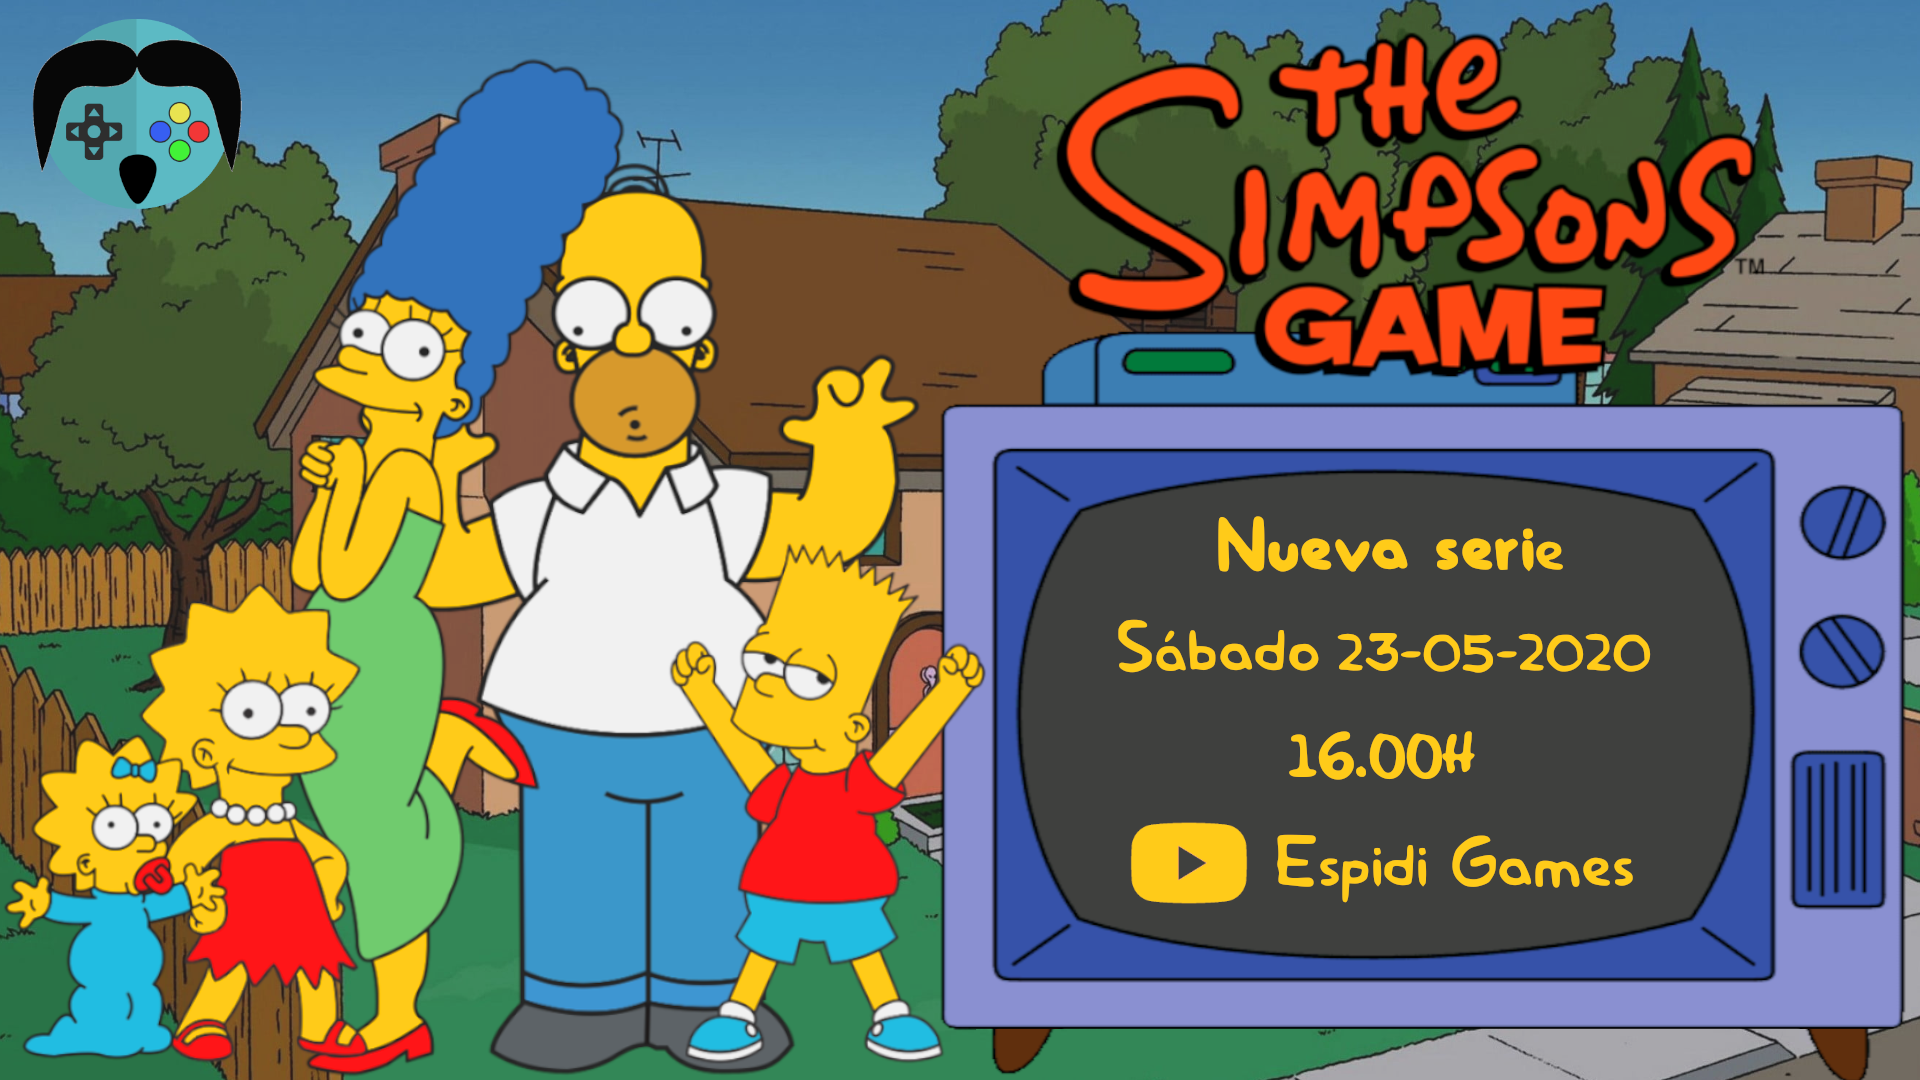 THE
SIMPSONS
GAME
TM
Nueva serie
Sábado 23-05-2020
16.00H
Espidi Games